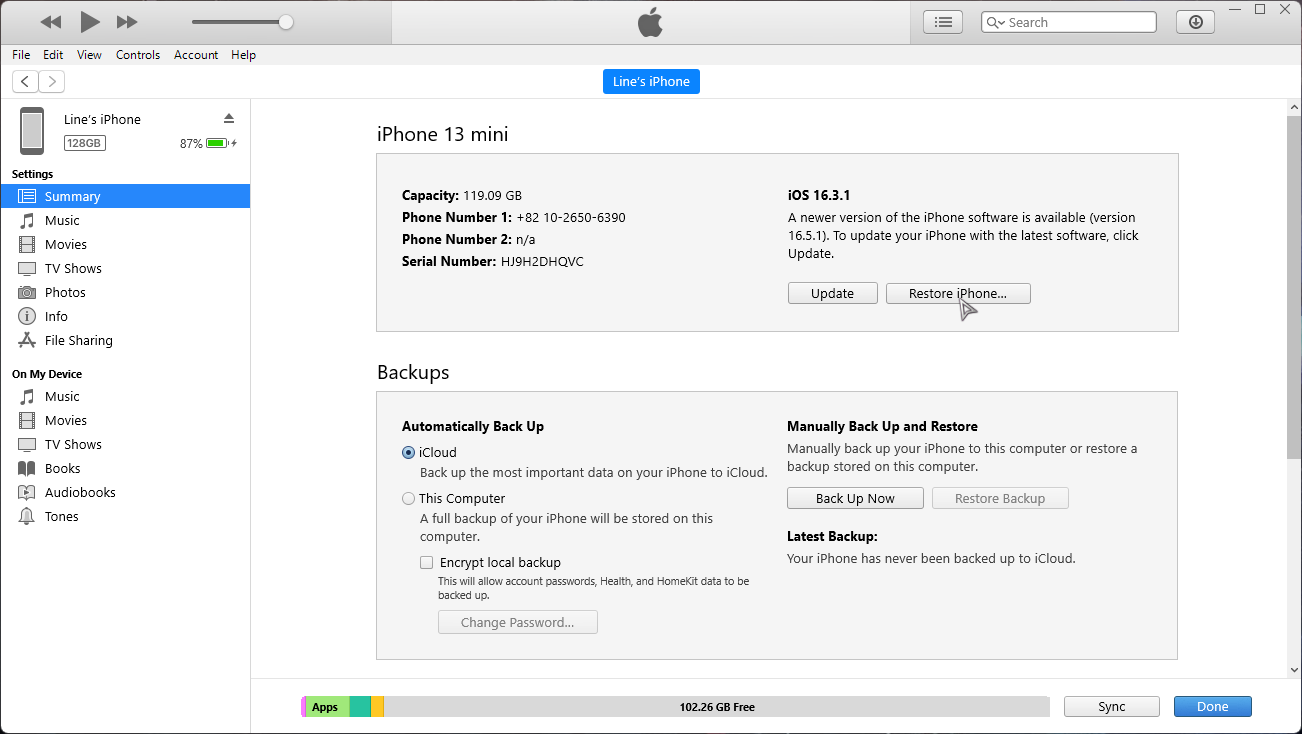 Search
File Edit View Controls Account Help
Line's iPhone
Line's iPhone
128GB
87%
Settings
Summary
Music
Movies
TV Shows
Photos
Info
File Sharing
On My Device
Music
Movies
TV Shows
Books
Audiobooks
Tones
iPhone 13 mini
Capacity: 119.09 GB
Phone Number 1: +82 10-2650-6390
Phone Number 2: n/a
Serial Number: HJ9H2DHQVC
iOS 16.3.1
A newer version of the iPhone software is available (version
16.5.1). To update your iPhone with the latest software, click
Update.
Update Restore iPhone...
Backups
Automatically Back Up
iCloud
Back up the most important data on your iPhone to iCloud.
This Computer
A full backup of your iPhone will be stored on this
computer.
Encrypt local backup
This will allow account passwords, Health, and HomeKit data to be
backed up.
Change Password...
Manually Back Up and Restore
Manually back up your iPhone to this computer or restore a
backup stored on this computer.
Back Up Now Restore Backup
Latest Backup:
Your iPhone has never been backed up to iCloud.
Apps 102.26 GB Free Sync Done